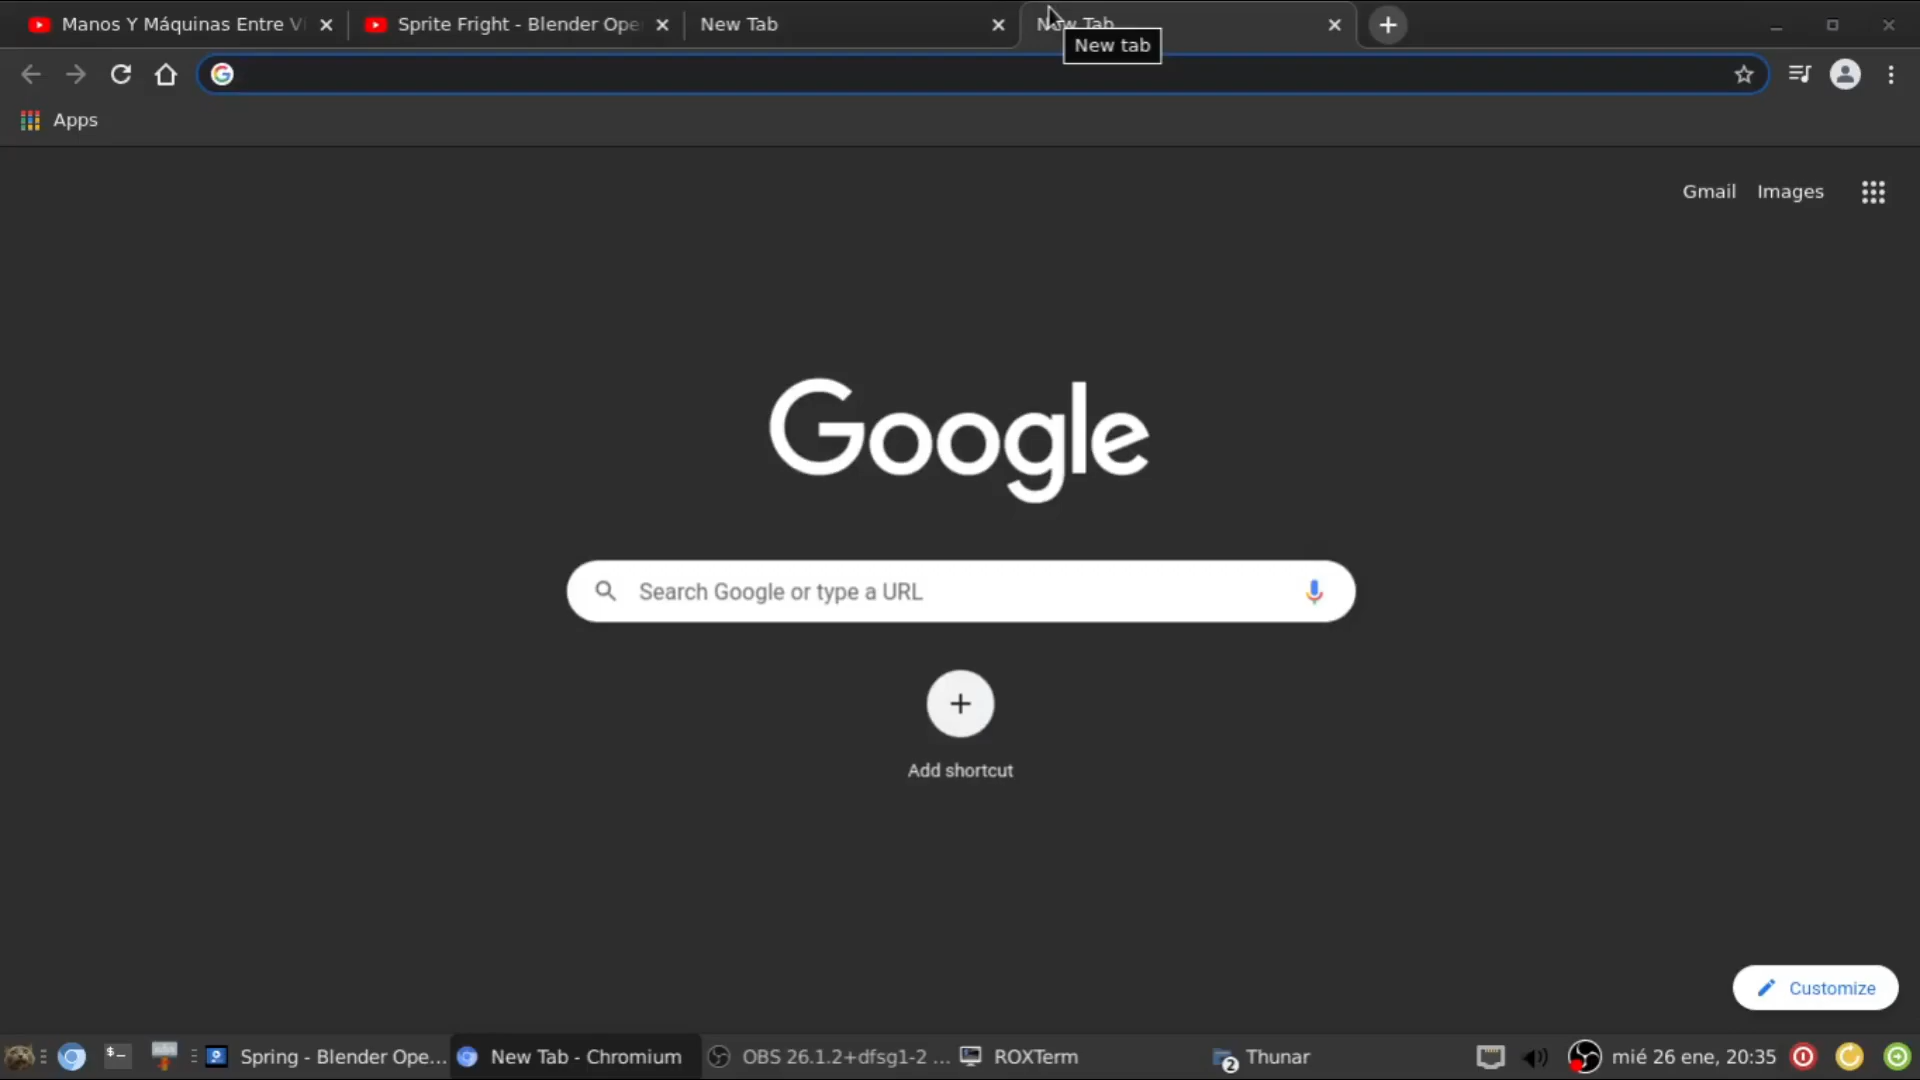 Manos Y Máquinas Entre Vi
Sprite Fright - Blender Ope
New Tab
New tab
Apps
Gmail
Images
Google
Search Google or type a URL
Add shortcut
Customize
Spring - Blender Ope...
New Tab - Chromium
OBS 26.1.2+dfsg1-2 ...
ROXTerm
2
Thunar
mié 26 ene, 20:35